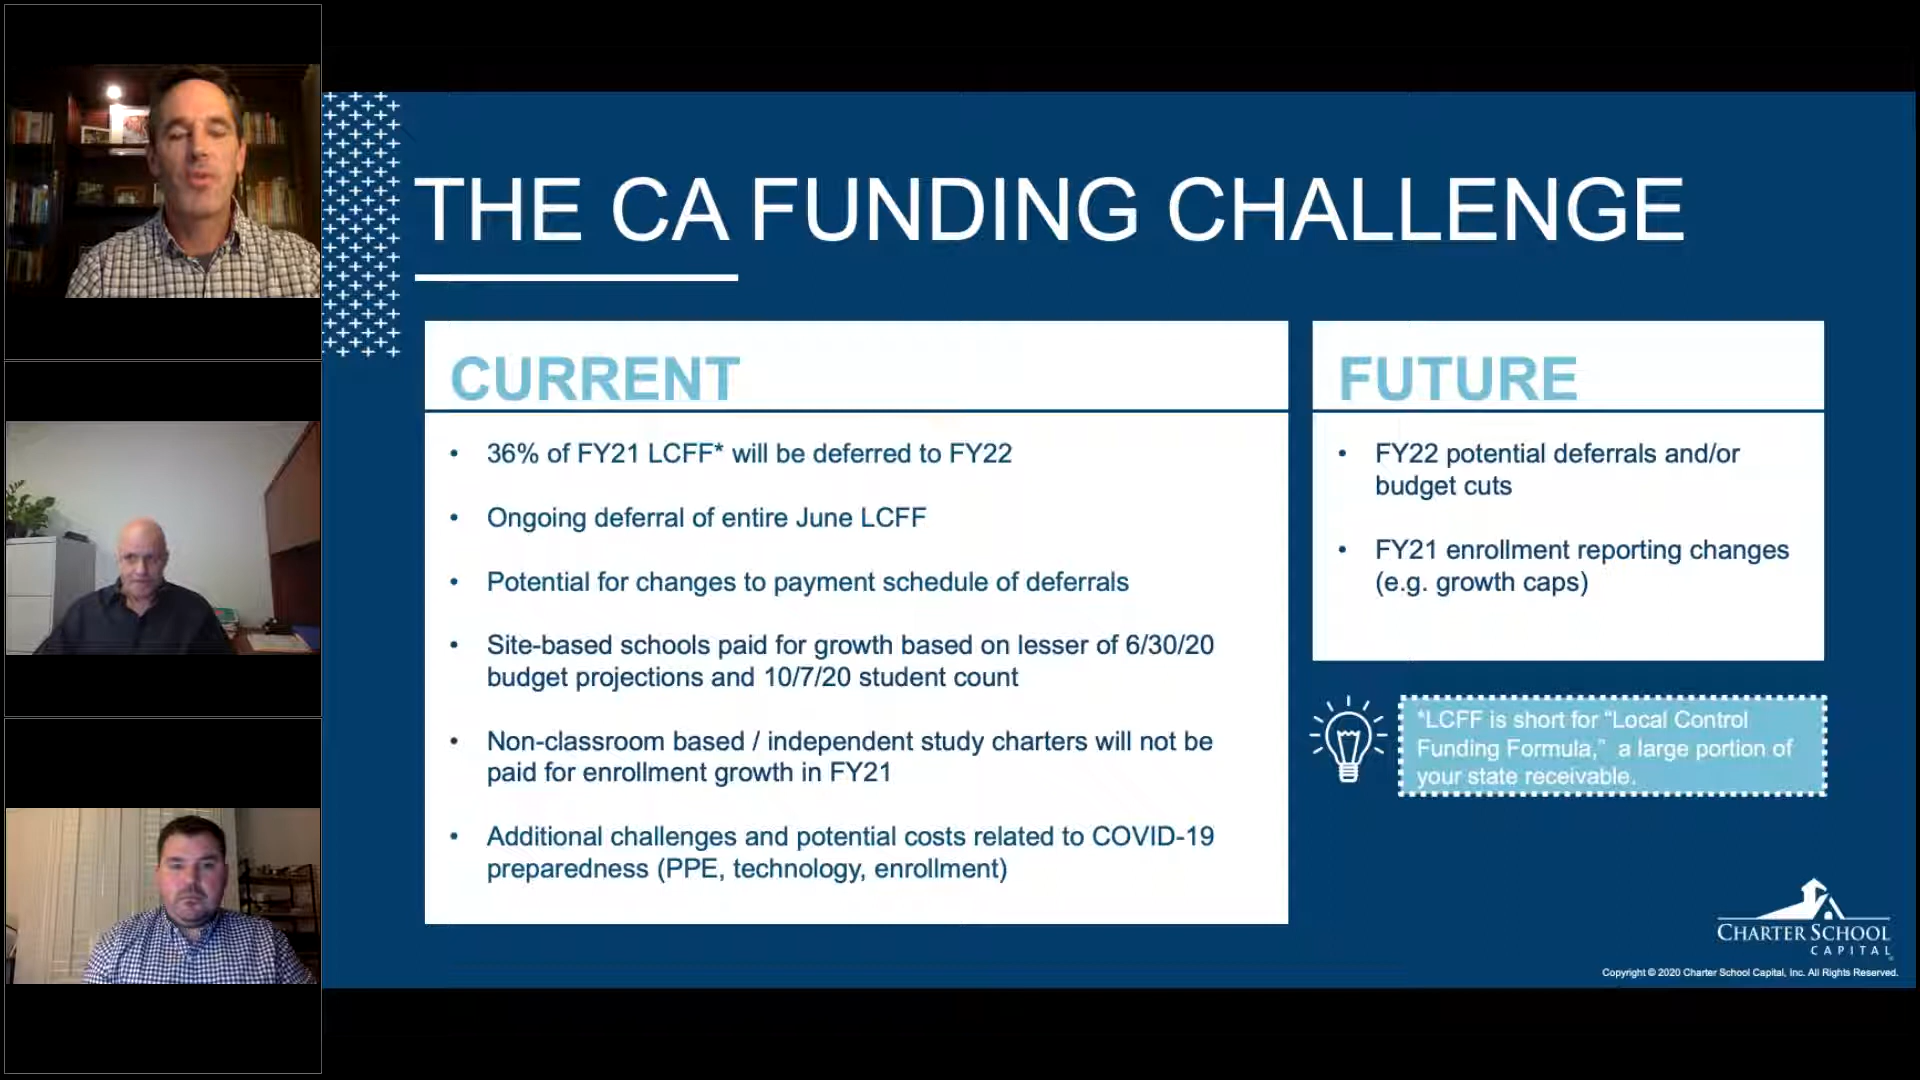 THE CA FUNDING CHALLENGE
CURRENT
• 36% of FY21 LCFF* will be deferred to FY22
• Ongoing deferral of entire June LCFF
• Potential for changes to payment schedule of deferrals
• Site-based schools paid for growth based on lesser of 6/30/20
budget projections and 10/7/20 student count
• Non-classroom based / independent study charters will not be
paid for enrollment growth in FY21
• Additional challenges and potential costs related to COVID-19
preparedness (PPE, technology, enrollment)
FUTURE
• FY22 potential deferrals and/or
budget cuts
• FY21 enrollment reporting changes
(e.g. growth caps)
*LCFF is short for “Local Control
Funding Formula,” a large portion of
your state receivable.
CHARTER SCHOOL
CAPITAL
Copyright © 2020 Charter School Capital, Inc. All Rights Reserved.